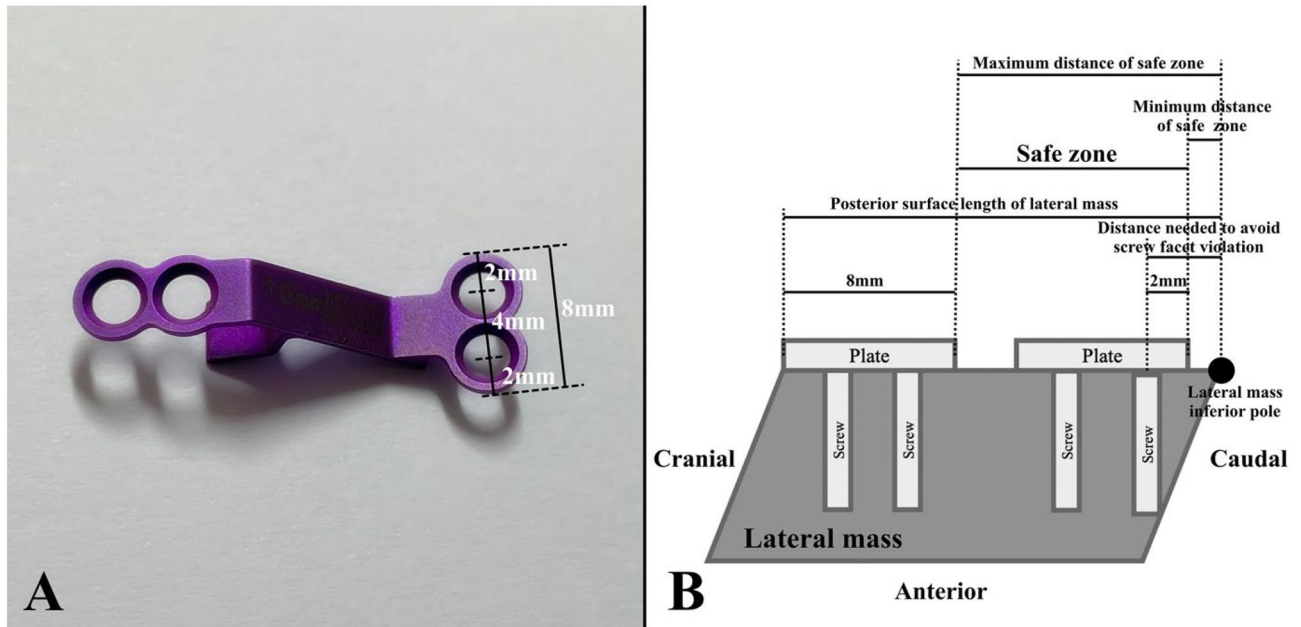 2mm
4mm
8mm
2mm
A
Maximum distance of safe zone
Minimum distance
of safe zone
Safe zone
Posterior surface length of lateral mass
Distance needed to avoid
screw facet violation
8mm
2mm
Plate
Plate
Lateral mass
inferior pole
Screw
Screw
Screw
Screw
Cranial
Caudal
Lateral mass
Anterior
B